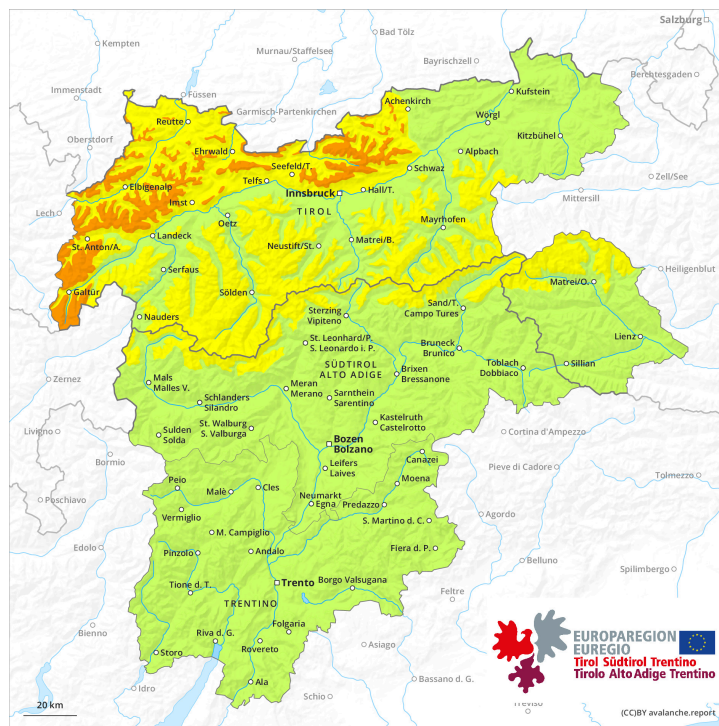 Salzburg
Kempten
Bad Tölz
Murnau/Staffelsee
Bayrischzell
Berchtesgaden
Immenstadt
Füssen
Achenkirch
Kufstein
Garmisch-Partenkirchen
Reutte
Wörgl
Oberstdorf
Ehrwald
Kitzbühel
Alpbach
Seefeld/T.
Schwaz
Telfs
Zell/See
Elbigenalp
Innsbruck
Hall/T.
Mittersill
Imst
TIROL
Lech
Oetz
Mayrhofen
Landeck
St. Anton/A.
Neustift/St.
Matrei/B.
Serfaus
Heiligenblut
Matrei/O.
Galtür
Sölden
Nauders
Sand/T.
Campo Tures
Sterzing
Vipiteno
Lienz
St. Leonhard/P.
S. Leonardo i. P.
Bruneck
Brunico
Toblach
Dobbiaco
Sillian
SÜDTIROL
ALTO ADIGE
Brixen
Bressanone
Zernez
Mals
Malles V.
Meran
Merano
Schlanders
Silandro
Sarnthein
Sarentino
Kastelruth
Castelrotto
St. Walburg
S. Valburga
Livigno
Sulden
Solda
Cortina d'Ampezzo
Bozen
Bolzano
Bormio
Canazei
Pieve di Cadore
Leifers
Laives
Tolmezzo
Peio
Moena
Malè
Cles
Neumarkt
Egna
Predazzo
Poschiavo
Vermiglio
Agordo
S. Martino d. C.
M. Campiglio
Edolo
Pinzolo
Andalo
Fiera d. P.
Belluno
Spilimbergo
Tione d. T.
Trento
Borgo Valsugana
Feltre
TRENTINO
Folgaria
Bienno
Riva d. G.
Rovereto
Storo
Asiago
Ala
Bassano d. G.
Idro
Schio
Treviso
20 km
EUROPAREGION
EUREGIO
Tirol Südtirol Trentino
Tirolo Alto Adige Trentino
(CC)BY avalanche.report